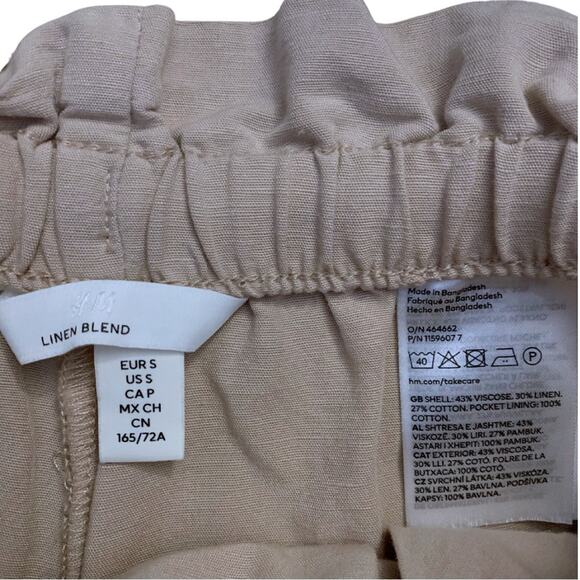 H&M
LINEN BLEND
EUR S
US S
CA P
MX CH
CN
165/72A
Made in Bangladesh
Fabriqué au Bangladesh
Hecho en Bangladesh
O/N 464662
P/N 1159607 7
40
P
hm.com/takecare
GB SHELL: 43% VISCOSE. 30% LINEN.
27% COTTON. POCKET LINING: 100%
COTTON.
AL SHTRESA E JASHTME: 43%
VISKOZË. 30% LIRI. 27% PAMBUK.
ASTARI I XHEPIT: 100% PAMBUK.
CAT EXTERIOR: 43% VISCOSA.
30% LLI. 27% COTÓ. FOLRE DE LA
BUTXACA: 100% COTÓ.
CZ SVRCHNÍ LÁTKA: 43% VISKÓZA.
30% LEN. 27% BAVLNA. PODŠÍVKA
KAPSY: 100% BAVLNA.